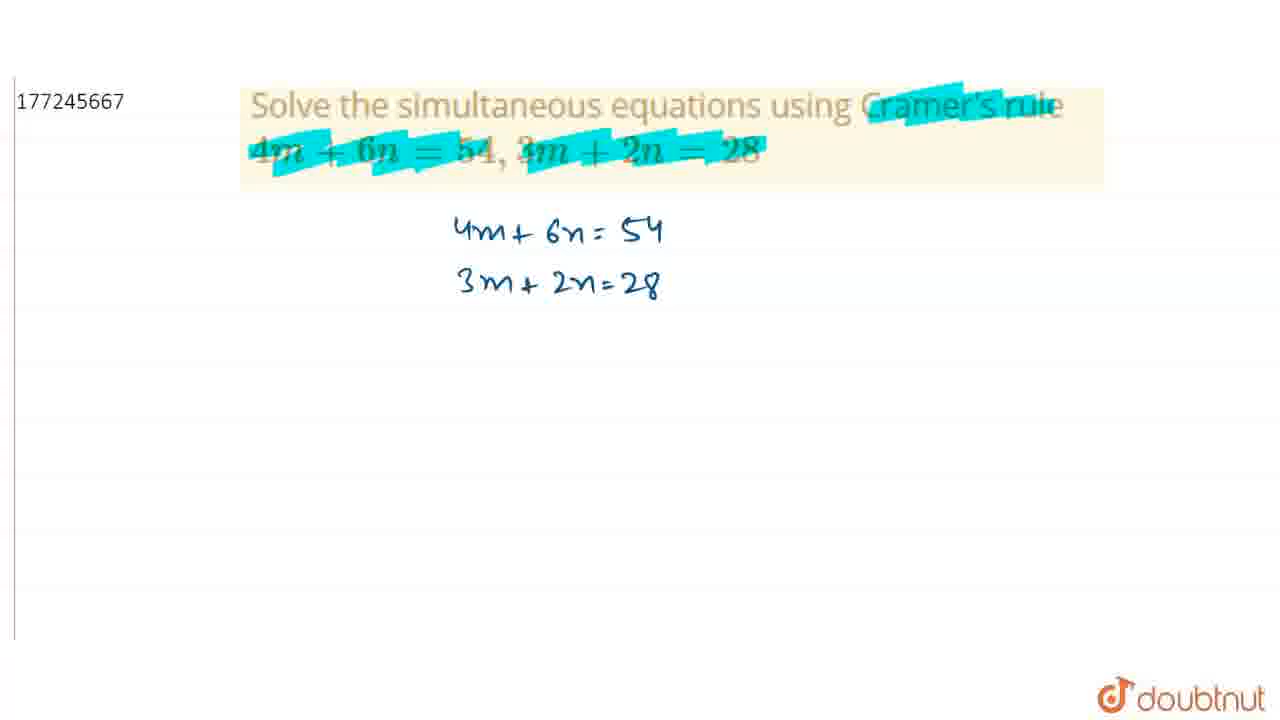 177245667
Solve the simultaneous equations using Cramer's rule
4m + 6n = 54, 3m + 2n = 28
4m + 6n = 54
3m + 2n = 28
doubtnut